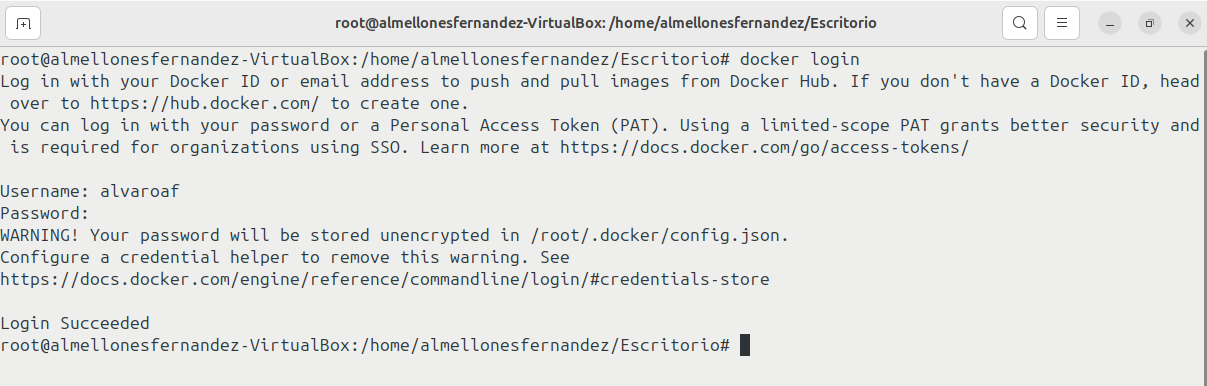 root@almellonesfernandez-VirtualBox: /home/almellonesfernandez/Escritorio
root@almellonesfernandez-VirtualBox:/home/almellonesfernandez/Escritorio# docker login
Log in with your Docker ID or email address to push and pull images from Docker Hub. If you don't have a Docker ID, head
 over to https://hub.docker.com/ to create one.
You can log in with your password or a Personal Access Token (PAT). Using a limited-scope PAT grants better security and
 is required for organizations using SSO. Learn more at https://docs.docker.com/go/access-tokens/
Username: alvaroaf
Password:
WARNING! Your password will be stored unencrypted in /root/.docker/config.json.
Configure a credential helper to remove this warning. See
https://docs.docker.com/engine/reference/commandline/login/#credentials-store
Login Succeeded
root@almellonesfernandez-VirtualBox:/home/almellonesfernandez/Escritorio#